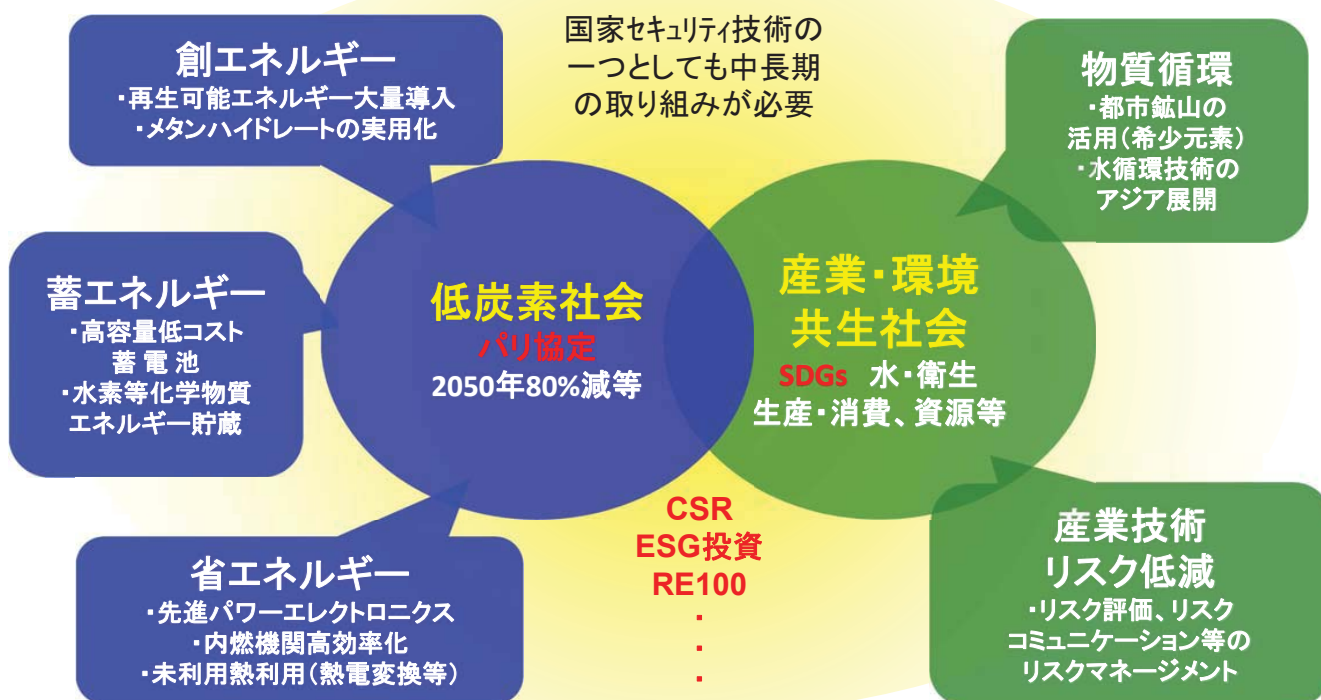 国家セキュリティ技術の
一つとしても中長期
の取り組みが必要
創エネルギー
・再生可能エネルギー大量導入
・メタンハイドレートの実用化
蓄エネルギー
・高容量低コスト
蓄電池
・水素等化学物質
エネルギー貯蔵
省エネルギー
・先進パワーエレクトロニクス
・内燃機関高効率化
・未利用熱利用(熱電変換等)
低炭素社会
パリ協定
2050年80%減等
産業・環境
共生社会
SDGs 水・衛生
生産・消費、資源等
CSR
ESG投資
RE100
・
・
・
物質循環
・都市鉱山の
活用(希少元素)
・水循環技術の
アジア展開
産業技術
リスク低減
・リスク評価、リスク
コミュニケーション等の
リスクマネージメント